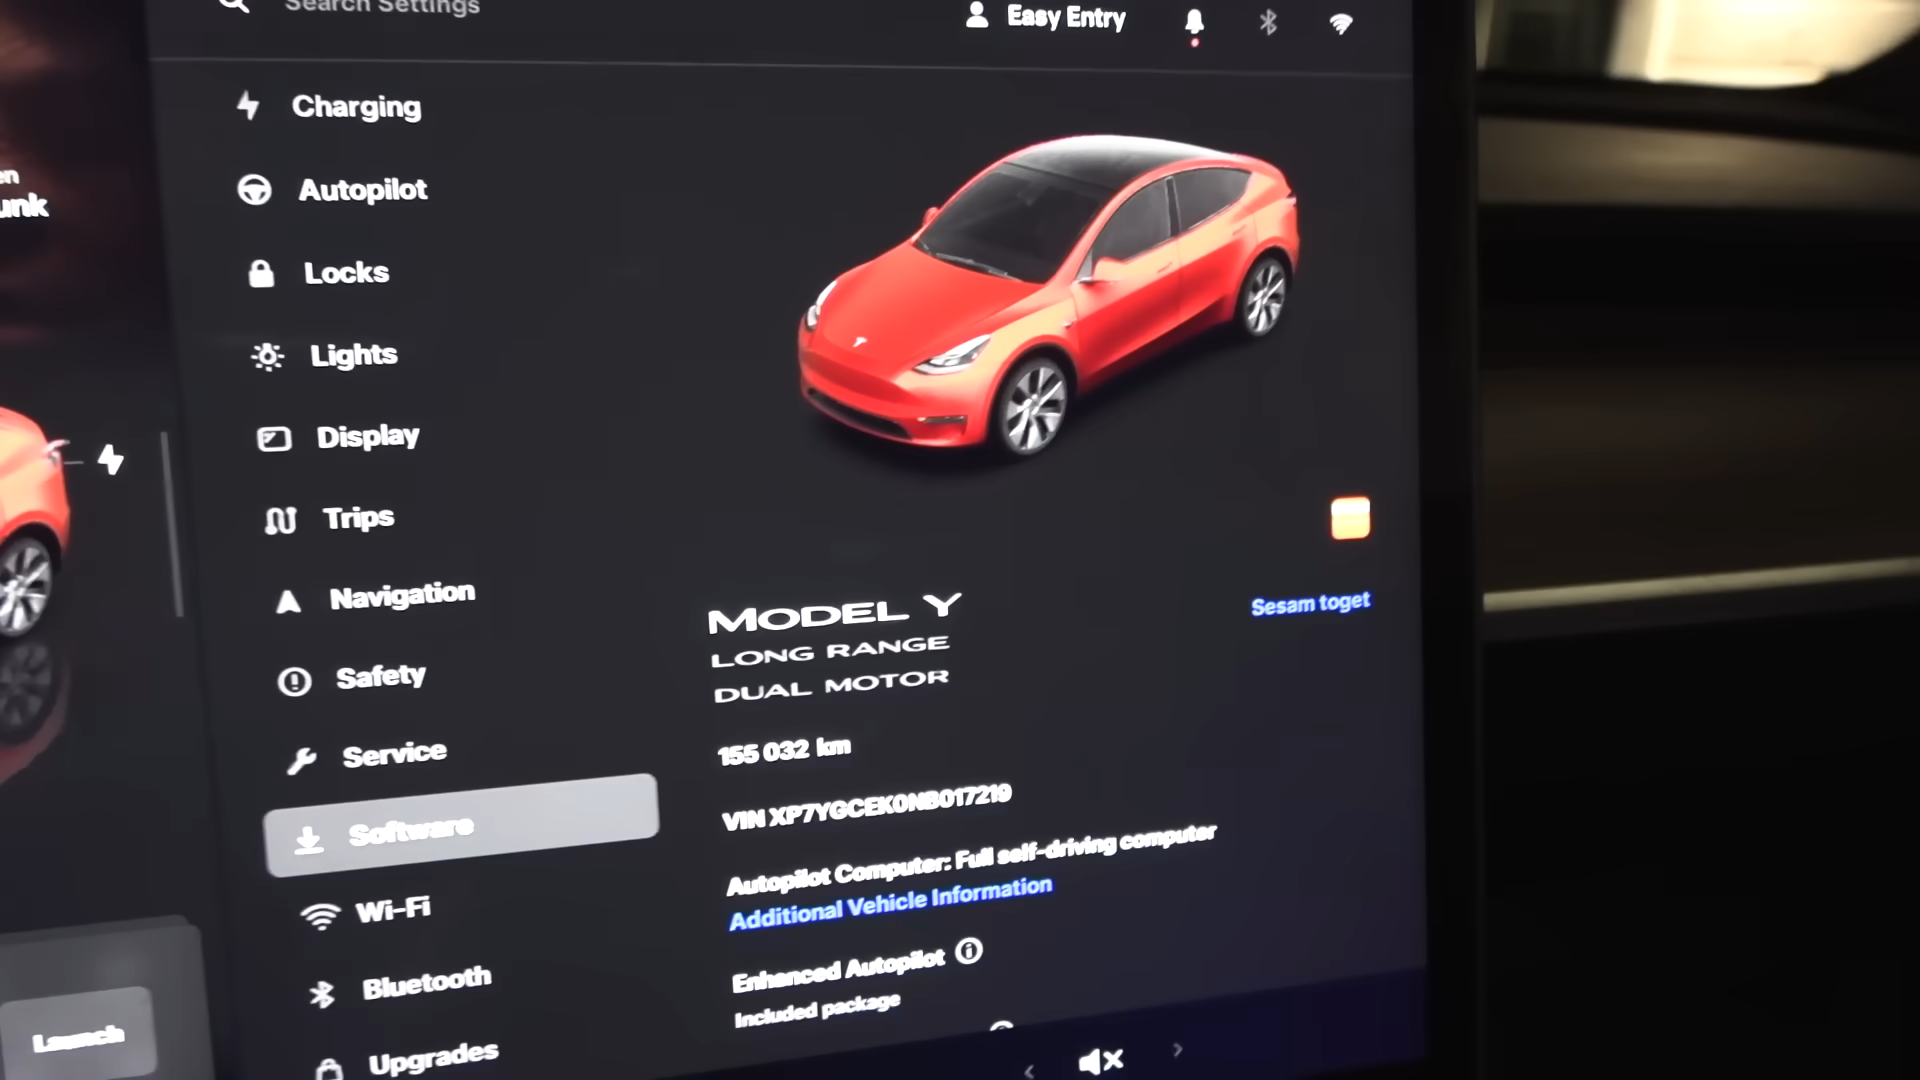 Search Settings
Easy Entry
Charging
Autopilot
Locks
Lights
Display
Trips
Navigation
Safety
Service
Software
Wi-Fi
Bluetooth
Upgrades
Launch
MODEL Y
LONG RANGE
DUAL MOTOR
Sesam toget
155 032 km
VIN XP7YGCEK0NB017219
Autopilot Computer: Full self-driving computer
Additional Vehicle Information
Enhanced Autopilot
Included package